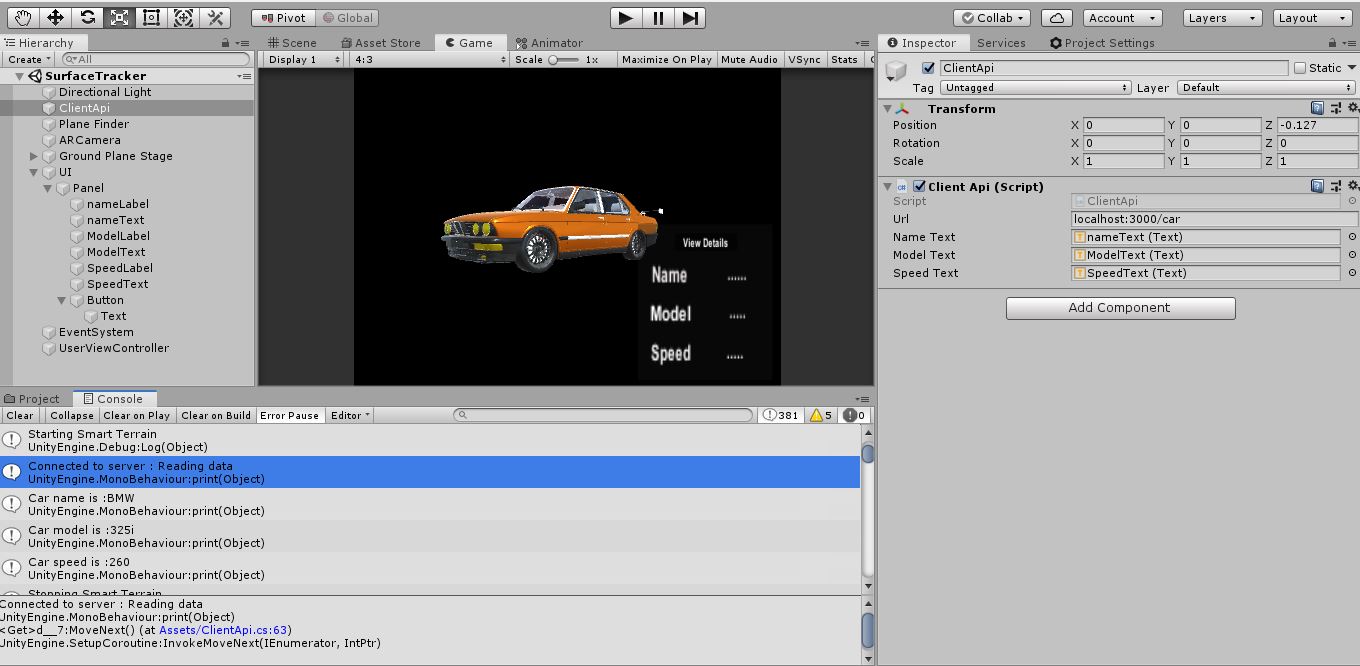 Pivot Global Collab Account Layers Layout
Hierarchy Scene Asset Store Game Animator Inspector Services Project Settings
Create All Display 1 4:3 Scale 1x Maximize On Play Mute Audio VSync Stats
SurfaceTracker
Directional Light
ClientApi
Plane Finder
ARCamera
Ground Plane Stage
UI
Panel
nameLabel
nameText
ModelLabel
ModelText
SpeedLabel
SpeedText
Button
Text
EventSystem
UserViewController
View Details
Name ......
Model .....
Speed .....
ClientApi Static
Tag Untagged Layer Default
Transform
Position X 0 Y 0 Z -0.127
Rotation X 0 Y 0 Z 0
Scale X 1 Y 1 Z 1
Client Api (Script)
Script ClientApi
Url localhost:3000/car
Name Text nameText (Text)
Model Text ModelText (Text)
Speed Text SpeedText (Text)
Add Component
Project Console
Clear Collapse Clear on Play Clear on Build Error Pause Editor 381 5 0
Starting Smart Terrain
UnityEngine.Debug:Log(Object)
Connected to server : Reading data
UnityEngine.MonoBehaviour:print(Object)
Car name is :BMW
UnityEngine.MonoBehaviour:print(Object)
Car model is :325i
UnityEngine.MonoBehaviour:print(Object)
Car speed is :260
UnityEngine.MonoBehaviour:print(Object)
Stopping Smart Terrain
Connected to server : Reading data
UnityEngine.MonoBehaviour:print(Object)
<Get>d__7:MoveNext() (at Assets/ClientApi.cs:63)
UnityEngine.SetupCoroutine:InvokeMoveNext(IEnumerator, IntPtr)